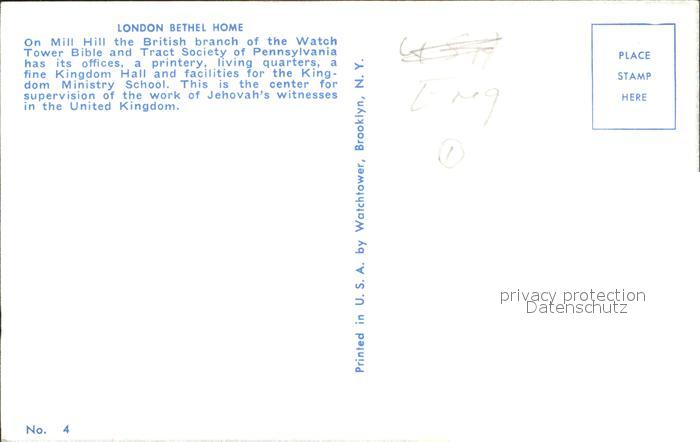 LONDON BETHEL HOME
On Mill Hill the British branch of the Watch
Tower Bible and Tract Society of Pennsylvania
has its offices, a printery, living quarters, a
fine Kingdom Hall and facilities for the King-
dom Ministry School. This is the center for
supervision of the work of Jehovah's witnesses
in the United Kingdom.
No. 4
Printed in U. S. A. by Watchtower, Brooklyn, N. Y.
Eng
1
PLACE
STAMP
HERE
privacy protection
Datenschutz